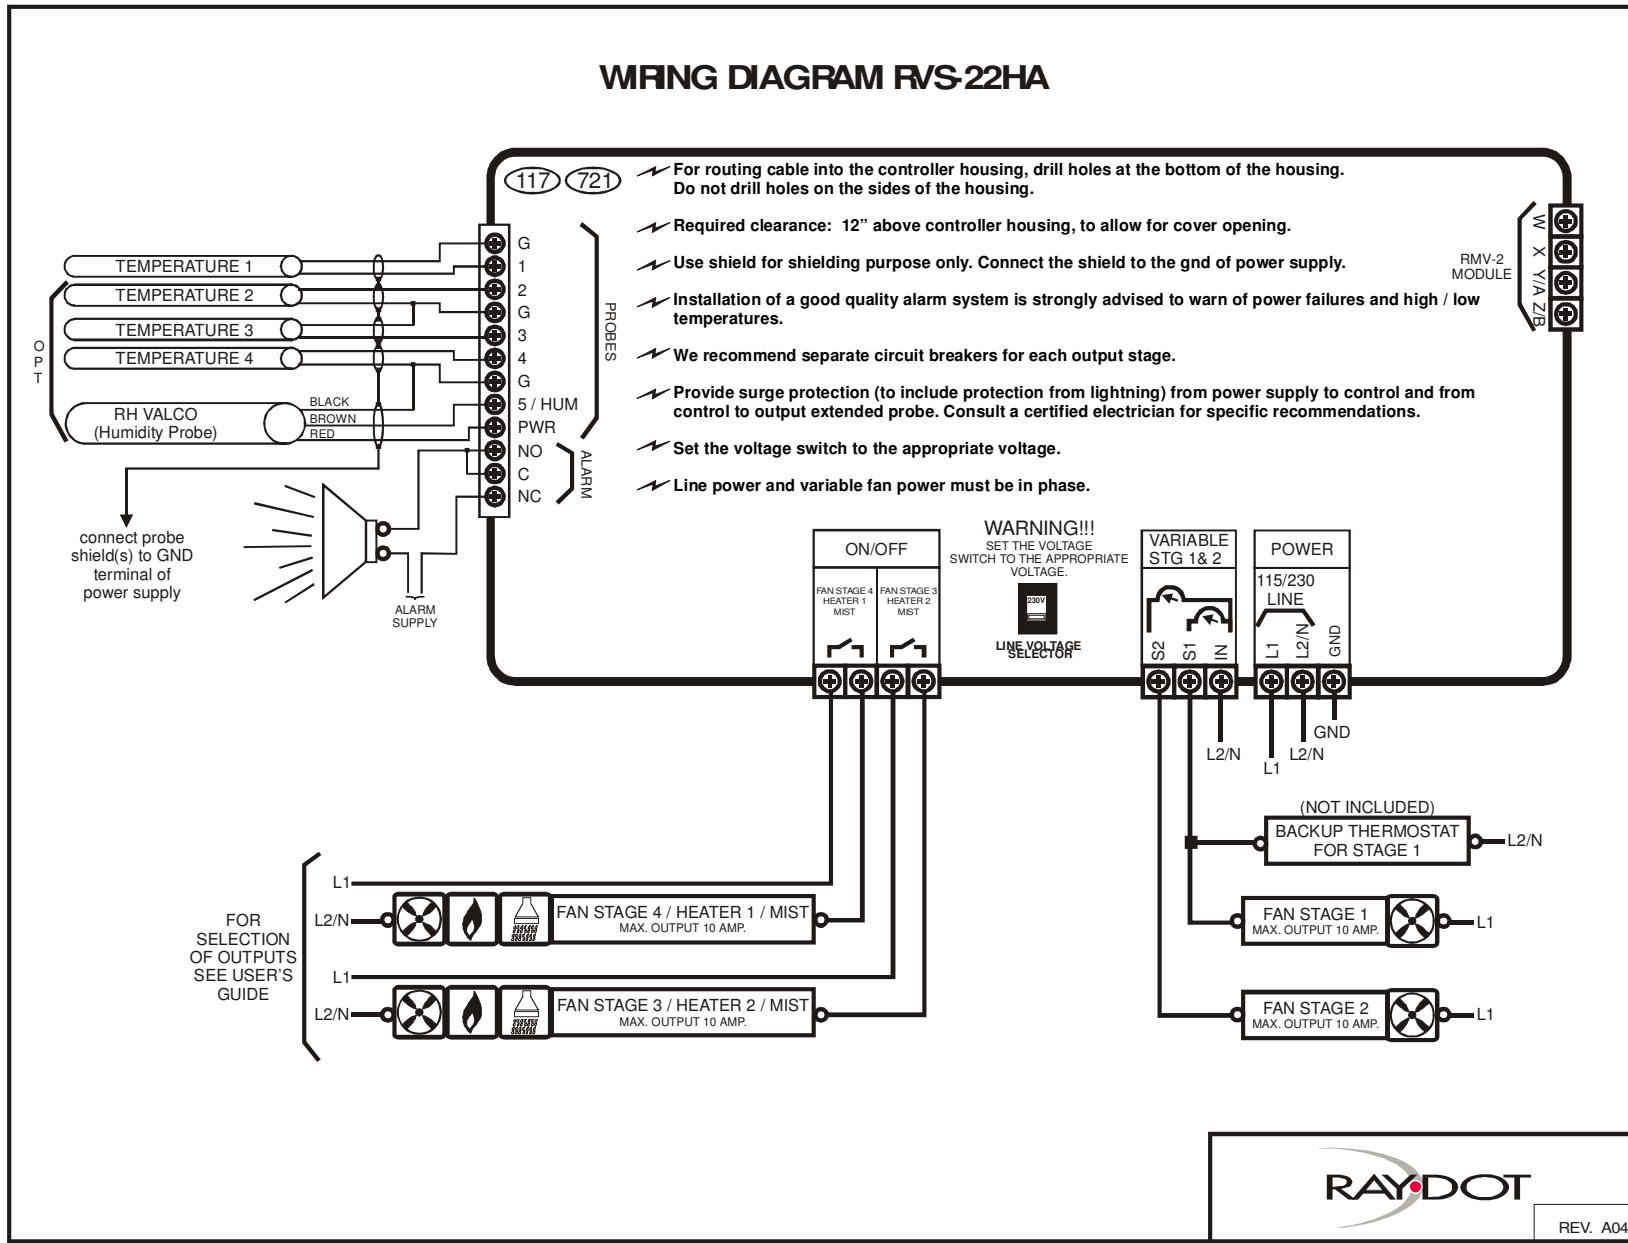 WIRING DIAGRAM RVS-22HA
117 721
For routing cable into the controller housing, drill holes at the bottom of the housing.
Do not drill holes on the sides of the housing.
Required clearance: 12” above controller housing, to allow for cover opening.
Use shield for shielding purpose only. Connect the shield to the gnd of power supply.
Installation of a good quality alarm system is strongly advised to warn of power failures and high / low
temperatures.
We recommend separate circuit breakers for each output stage.
Provide surge protection (to include protection from lightning) from power supply to control and from
control to output extended probe. Consult a certified electrician for specific recommendations.
Set the voltage switch to the appropriate voltage.
Line power and variable fan power must be in phase.
TEMPERATURE 1
TEMPERATURE 2
TEMPERATURE 3
TEMPERATURE 4
OPT
RH VALCO
(Humidity Probe)
BLACK
BROWN
RED
G
1
2
G
3
4
G
5 / HUM
PWR
NO
C
NC
PROBES
ALARM
connect probe
shield(s) to GND
terminal of
power supply
ALARM
SUPPLY
RMV-2
MODULE
W
X
Y/A
Z/B
ON/OFF
FAN STAGE 4
HEATER 1
MIST
FAN STAGE 3
HEATER 2
MIST
WARNING!!!
SET THE VOLTAGE
SWITCH TO THE APPROPRIATE
VOLTAGE.
230V
LINE VOLTAGE
SELECTOR
VARIABLE
STG 1& 2
S2
S1
IN
POWER
115/230
LINE
L1
L2/N
GND
L2/N
L1
L2/N
GND
(NOT INCLUDED)
BACKUP THERMOSTAT
FOR STAGE 1
L2/N
FAN STAGE 1
MAX. OUTPUT 10 AMP.
L1
FAN STAGE 2
MAX. OUTPUT 10 AMP.
L1
FOR
SELECTION
OF OUTPUTS
SEE USER'S
GUIDE
L1
L2/N
FAN STAGE 4 / HEATER 1 / MIST
MAX. OUTPUT 10 AMP.
L1
L2/N
FAN STAGE 3 / HEATER 2 / MIST
MAX. OUTPUT 10 AMP.
RAYDOT
REV. A04